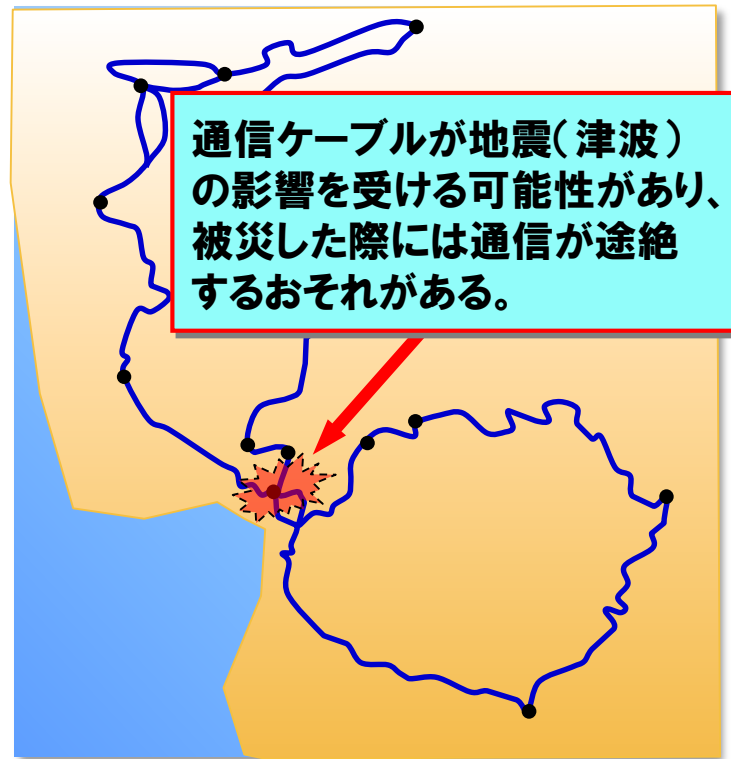 通信ケーブルが地震(津波)
の影響を受ける可能性があり、
被災した際には通信が途絶
するおそれがある。